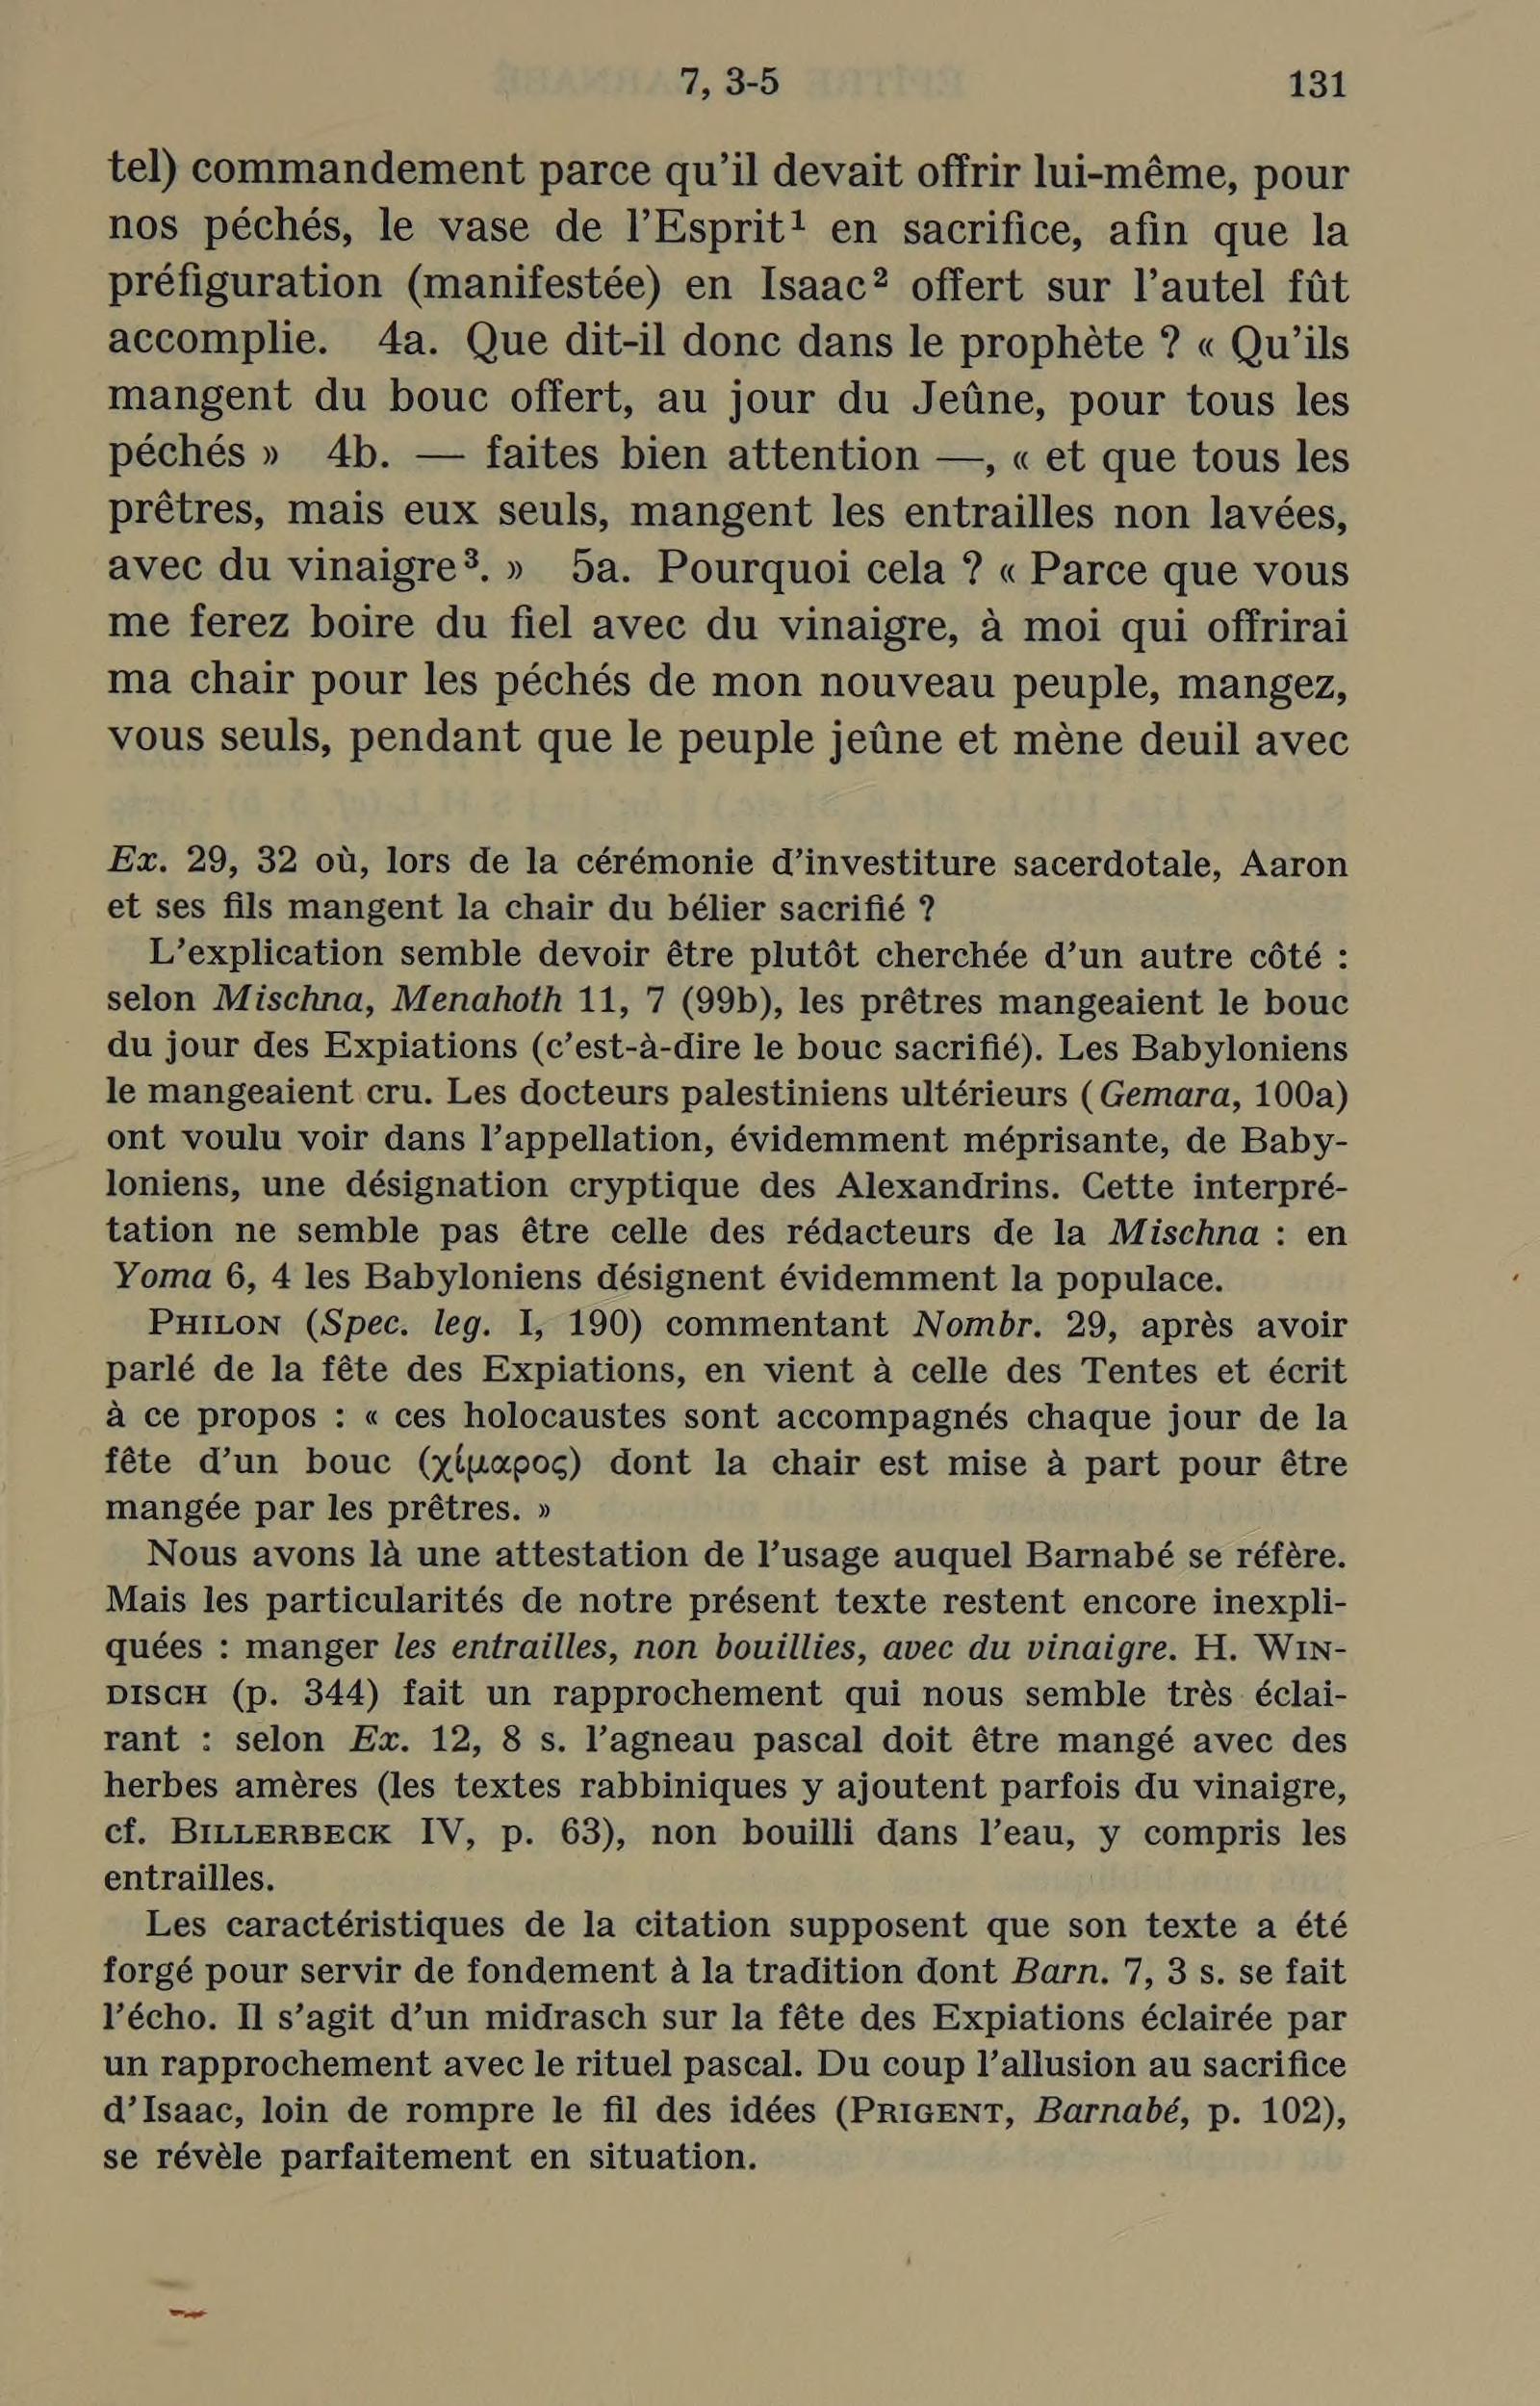 7, 3-5 131
tel) commandement parce qu’il devait offrir lui-même, pour
nos péchés, le vase de l’Esprit¹ en sacrifice, afin que la
préfiguration (manifestée) en Isaac² offert sur l’autel fût
accomplie. 4a. Que dit-il donc dans le prophète ? « Qu’ils
mangent du bouc offert, au jour du Jeûne, pour tous les
péchés » 4b. — faites bien attention —, « et que tous les
prêtres, mais eux seuls, mangent les entrailles non lavées,
avec du vinaigre³. » 5a. Pourquoi cela ? « Parce que vous
me ferez boire du fiel avec du vinaigre, à moi qui offrirai
ma chair pour les péchés de mon nouveau peuple, mangez,
vous seuls, pendant que le peuple jeûne et mène deuil avec
Ex. 29, 32 où, lors de la cérémonie d’investiture sacerdotale, Aaron
et ses fils mangent la chair du bélier sacrifié ?
L’explication semble devoir être plutôt cherchée d’un autre côté :
selon Mischna, Menahoth 11, 7 (99b), les prêtres mangeaient le bouc
du jour des Expiations (c’est-à-dire le bouc sacrifié). Les Babyloniens
le mangeaient cru. Les docteurs palestiniens ultérieurs (Gemara, 100a)
ont voulu voir dans l’appellation, évidemment méprisante, de Baby-
loniens, une désignation cryptique des Alexandrins. Cette interpré-
tation ne semble pas être celle des rédacteurs de la Mischna : en
Yoma 6, 4 les Babyloniens désignent évidemment la populace.
PHILON (Spec. leg. I, 190) commentant Nombr. 29, après avoir
parlé de la fête des Expiations, en vient à celle des Tentes et écrit
à ce propos : « ces holocaustes sont accompagnés chaque jour de la
fête d’un bouc (χίμαρος) dont la chair est mise à part pour être
mangée par les prêtres. »
Nous avons là une attestation de l’usage auquel Barnabé se réfère.
Mais les particularités de notre présent texte restent encore inexpli-
quées : manger les entrailles, non bouillies, avec du vinaigre. H. WIN-
DISCH (p. 344) fait un rapprochement qui nous semble très éclai-
rant : selon Ex. 12, 8 s. l’agneau pascal doit être mangé avec des
herbes amères (les textes rabbiniques y ajoutent parfois du vinaigre,
cf. BILLERBECK IV, p. 63), non bouilli dans l’eau, y compris les
entrailles.
Les caractéristiques de la citation supposent que son texte a été
forgé pour servir de fondement à la tradition dont Barn. 7, 3 s. se fait
l’écho. Il s’agit d’un midrasch sur la fête des Expiations éclairée par
un rapprochement avec le rituel pascal. Du coup l’allusion au sacrifice
d’Isaac, loin de rompre le fil des idées (PRIGENT, Barnabé, p. 102),
se révèle parfaitement en situation.